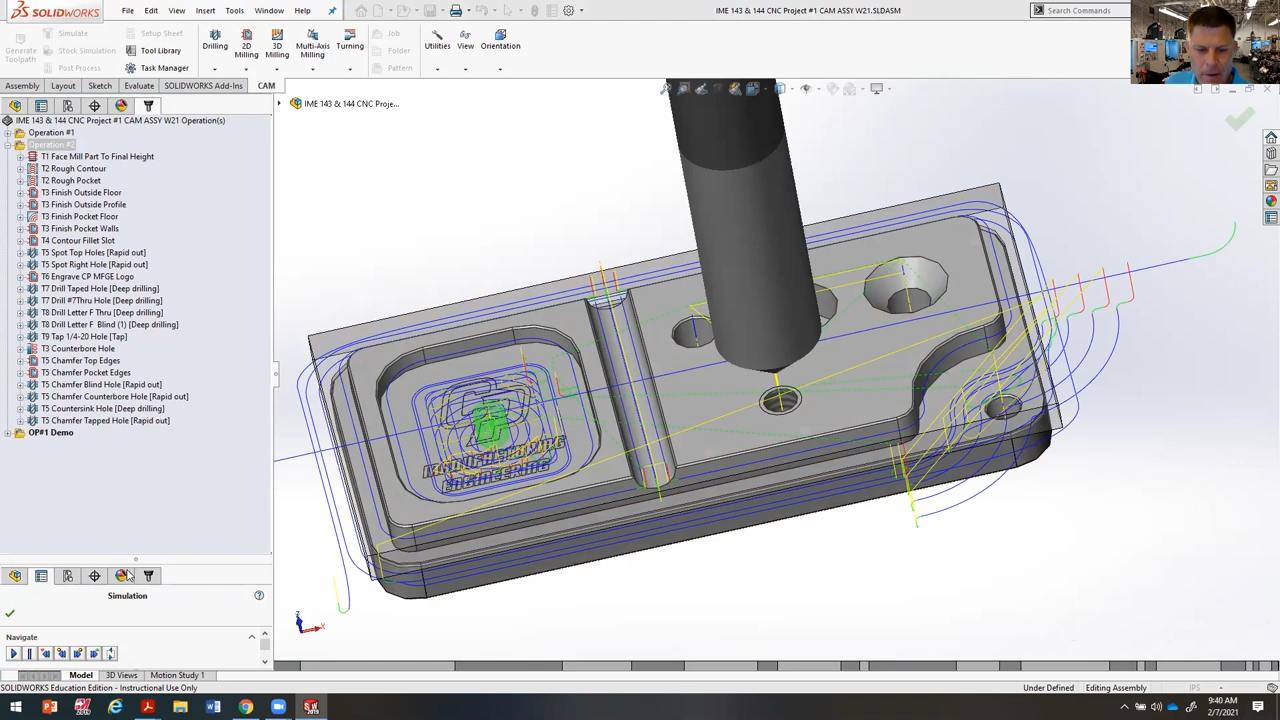 SOLIDWORKS File Edit View Insert Tools Window Help IME 143 & 144 CNC Project #1 CAM ASSY W21.SLDASM Search Commands
Generate Toolpath Simulate Stock Simulation Post Process Setup Sheet Tool Library Task Manager Drilling 2D Milling 3D Milling Multi-Axis Milling Turning Job Folder Pattern Utilities View Orientation
Assembly Layout Sketch Evaluate SOLIDWORKS Add-Ins CAM
IME 143 & 144 CNC Proje...
IME 143 & 144 CNC Project #1 CAM ASSY W21 Operation(s)
Operation #1
Operation #2
T1 Face Mill Part To Final Height
T2 Rough Contour
T2 Rough Pocket
T3 Finish Outside Floor
T3 Finish Outside Profile
T3 Finish Pocket Floor
T3 Finish Pocket Walls
T4 Contour Fillet Slot
T5 Spot Top Holes [Rapid out]
T5 Spot Right Hole [Rapid out]
T6 Engrave CP MFGE Logo
T7 Drill Taped Hole [Deep drilling]
T7 Drill #7Thru Hole [Deep drilling]
T8 Drill Letter F Thru [Deep drilling]
T8 Drill Letter F Blind (1) [Deep drilling]
T9 Tap 1/4-20 Hole [Tap]
T3 Counterbore Hole
T5 Chamfer Top Edges
T5 Chamfer Pocket Edges
T5 Chamfer Blind Hole [Rapid out]
T5 Chamfer Counterbore Hole [Rapid out]
T5 Countersink Hole [Deep drilling]
T5 Chamfer Tapped Hole [Rapid out]
OP#1 Demo
MANUFACTURING
ENGINEERING
Simulation
Navigate
Z
X
Model 3D Views Motion Study 1
SOLIDWORKS Education Edition - Instructional Use Only Under Defined Editing Assembly IPS
9:40 AM
2/7/2021